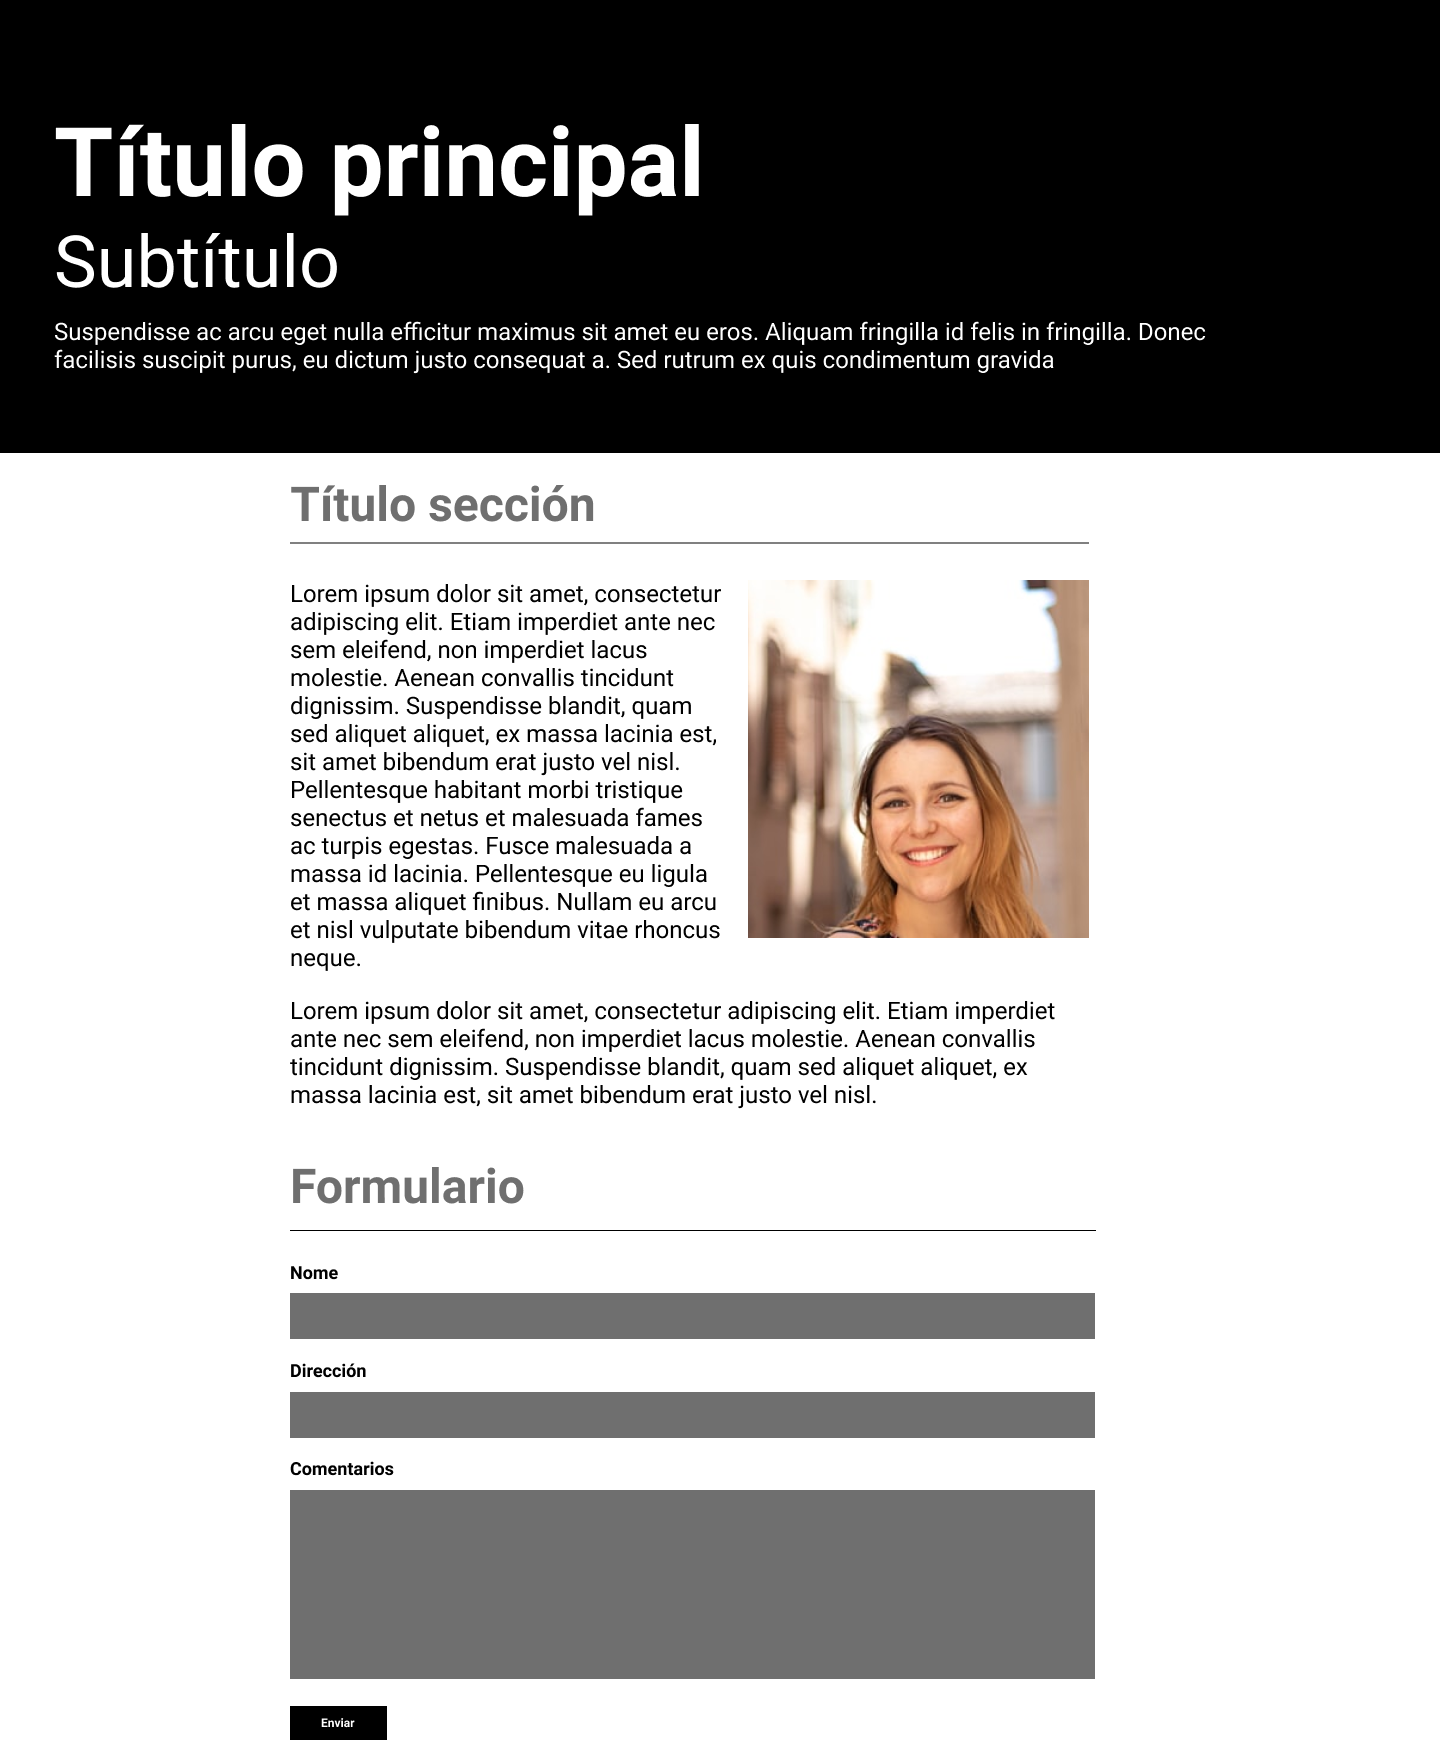 Título principal
Subtítulo
Suspendisse ac arcu eget nulla efficitur maximus sit amet eu eros. Aliquam fringilla id felis in fringilla. Donec
facilisis suscipit purus, eu dictum justo consequat a. Sed rutrum ex quis condimentum gravida
Título sección
Lorem ipsum dolor sit amet, consectetur
adipiscing elit. Etiam imperdiet ante nec
sem eleifend, non imperdiet lacus
molestie. Aenean convallis tincidunt
dignissim. Suspendisse blandit, quam
sed aliquet aliquet, ex massa lacinia est,
sit amet bibendum erat justo vel nisl.
Pellentesque habitant morbi tristique
senectus et netus et malesuada fames
ac turpis egestas. Fusce malesuada a
massa id lacinia. Pellentesque eu ligula
et massa aliquet finibus. Nullam eu arcu
et nisl vulputate bibendum vitae rhoncus
neque.
Lorem ipsum dolor sit amet, consectetur adipiscing elit. Etiam imperdiet
ante nec sem eleifend, non imperdiet lacus molestie. Aenean convallis
tincidunt dignissim. Suspendisse blandit, quam sed aliquet aliquet, ex
massa lacinia est, sit amet bibendum erat justo vel nisl.
Formulario
Nome
Dirección
Comentarios
Enviar